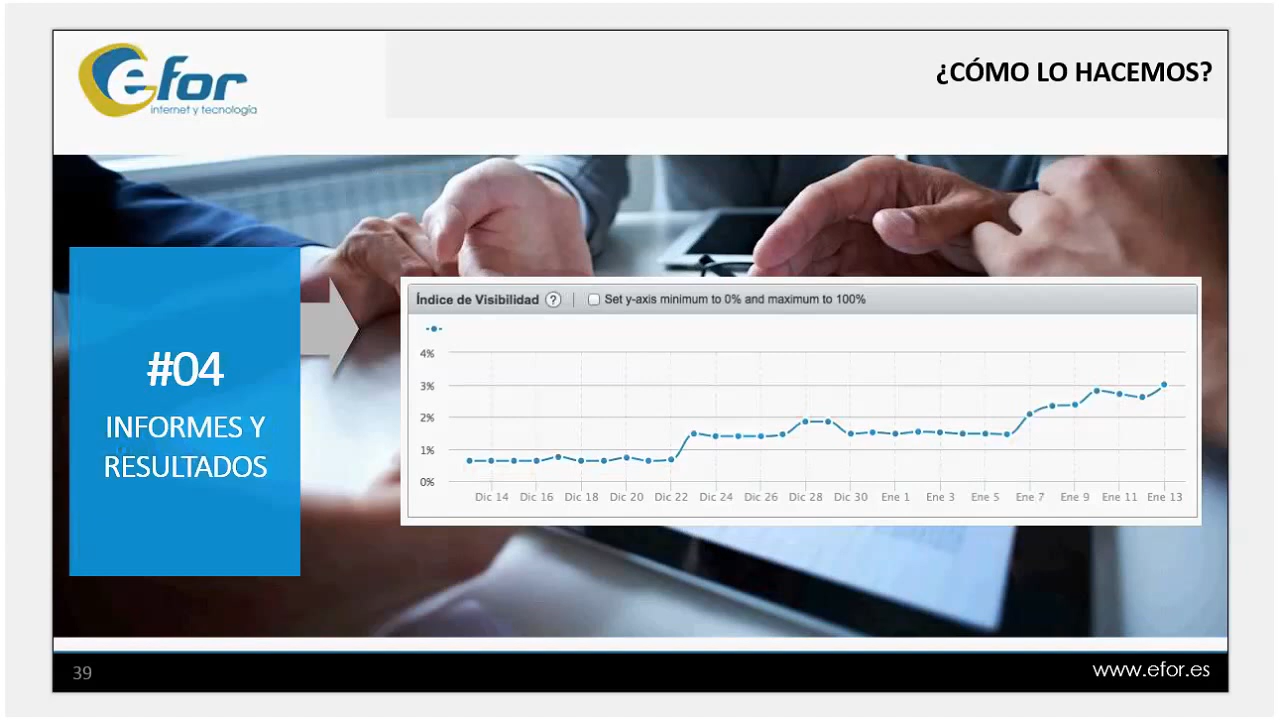 efor
internet y tecnología
¿CÓMO LO HACEMOS?
#04
INFORMES Y
RESULTADOS
Índice de Visibilidad ? | Set y-axis minimum to 0% and maximum to 100%
4%
3%
2%
1%
0%
Dic 14 Dic 16 Dic 18 Dic 20 Dic 22 Dic 24 Dic 26 Dic 28 Dic 30 Ene 1 Ene 3 Ene 5 Ene 7 Ene 9 Ene 11 Ene 13
39
www.efor.es